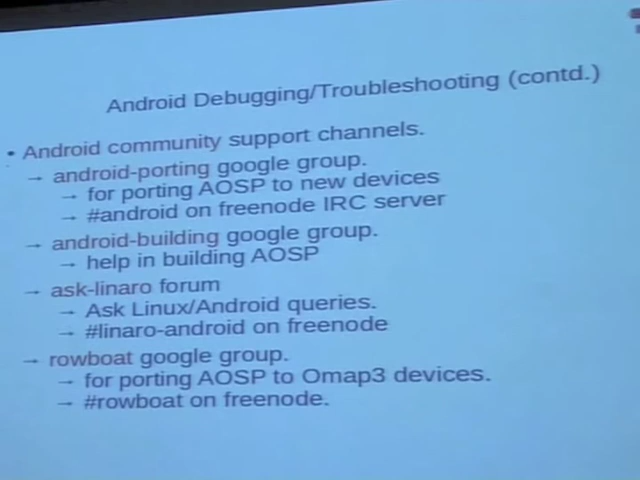 Android Debugging/Troubleshooting (contd.)
• Android community support channels.
→ android-porting google group.
→ for porting AOSP to new devices
→ #android on freenode IRC server
→ android-building google group.
→ help in building AOSP
→ ask-linaro forum
→ Ask Linux/Android queries.
→ #linaro-android on freenode
→ rowboat google group.
→ for porting AOSP to Omap3 devices.
→ #rowboat on freenode.